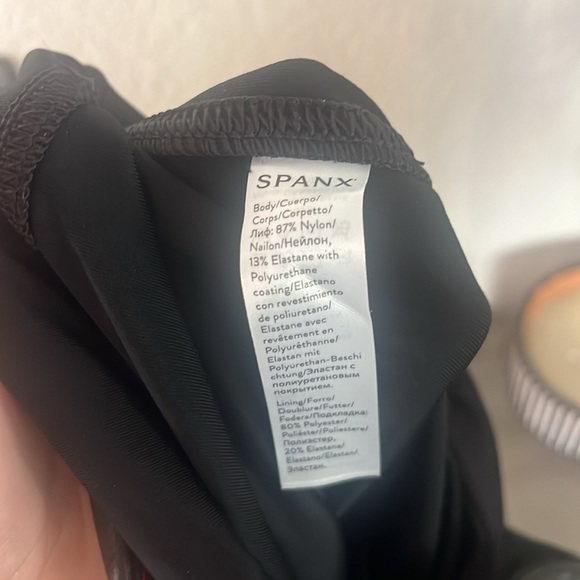 SPANX
Body/Cuerpo/
Corps/Corpetto/
Лиф: 87% Nylon/
Nailon/Нейлон,
13% Elastane with
Polyurethane
coating/Elastano
con revestimiento
de poliuretano/
Elastane avec
revêtement en
Polyuréthanne/
Elastan mit
Polyurethan-Beschi
chtung/Эластан с
полиуретановым
покрытием.
Lining/Forro/
Doublure/Futter/
Fodera/Подкладка:
80% Polyester/
Poliéster/Poliestere/
Полиэстер,
20% Elastane/
Elastano/Elastan/
Эластан.